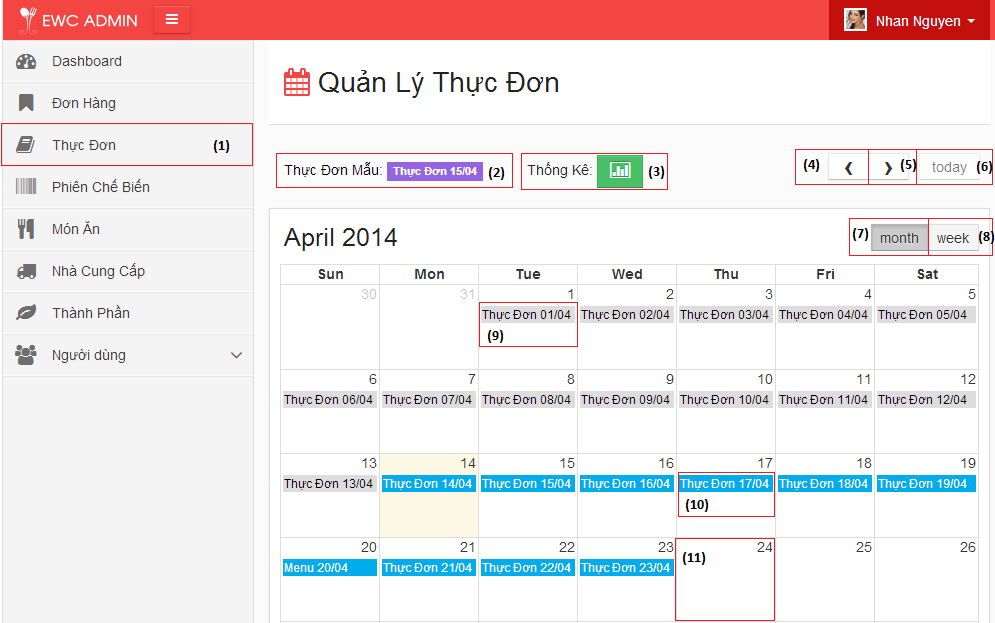 EWC ADMIN
Nhan Nguyen
Dashboard
Đơn Hàng
Thực Đơn (1)
Phiên Chế Biến
Món Ăn
Nhà Cung Cấp
Thành Phần
Người dùng
Quản Lý Thực Đơn
Thực Đơn Mẫu: Thực Đơn 15/04 (2) Thống Kê: (3) (4) ❮ ❯ (5) today (6)
April 2014 (7) month week (8)
Sun Mon Tue Wed Thu Fri Sat
30 31 1 2 3 4 5
Thực Đơn 01/04 Thực Đơn 02/04 Thực Đơn 03/04 Thực Đơn 04/04 Thực Đơn 05/04
(9)
6 7 8 9 10 11 12
Thực Đơn 06/04 Thực Đơn 07/04 Thực Đơn 08/04 Thực Đơn 09/04 Thực Đơn 10/04 Thực Đơn 11/04 Thực Đơn 12/04
13 14 15 16 17 18 19
Thực Đơn 13/04 Thực Đơn 14/04 Thực Đơn 15/04 Thực Đơn 16/04 Thực Đơn 17/04 Thực Đơn 18/04 Thực Đơn 19/04
(10)
20 21 22 23 24 25 26
(11)
Menu 20/04 Thực Đơn 21/04 Thực Đơn 22/04 Thực Đơn 23/04